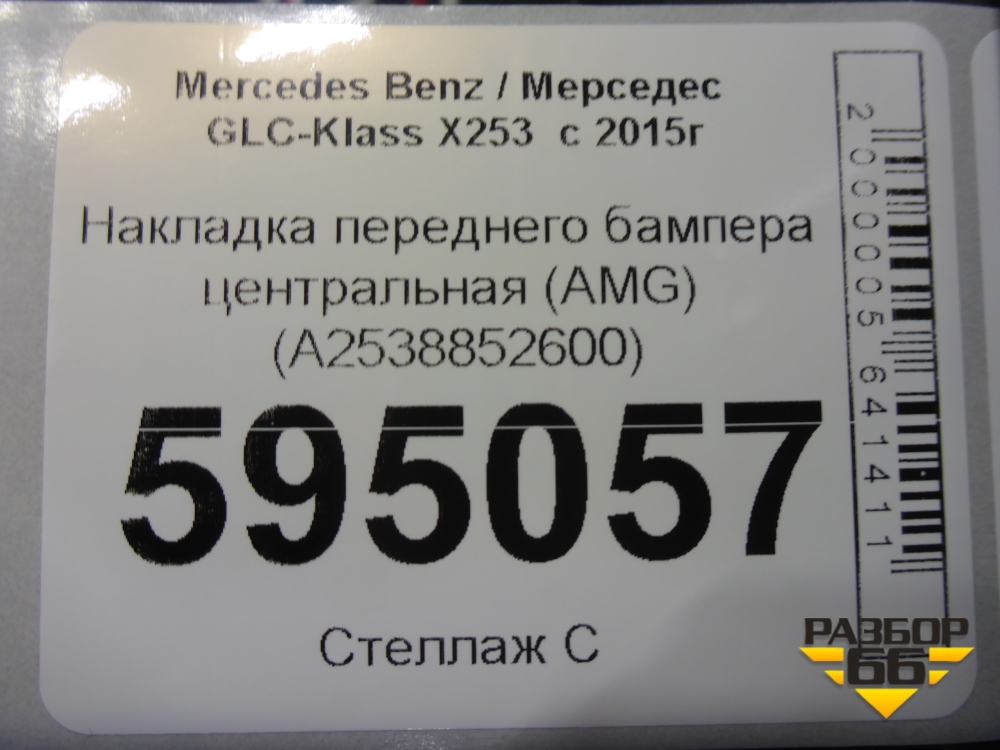 Mercedes Benz / Мерседес
GLC-Klass X253 с 2015г
Накладка переднего бампера
центральная (AMG)
(A2538852600)
595057
Стеллаж С
2000005641411
РАЗБОР
66